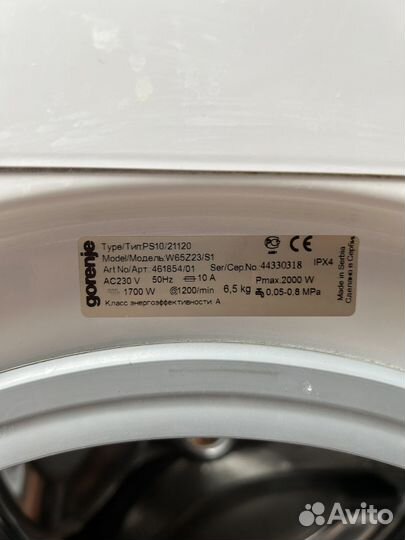 gorenje
Type/Тип:PS10/21120
Model/Модель:W65Z23/S1
Art No/Арт. 461854/01 Ser/Сер.No. 44330318 IPX4
AC230 V 50Hz 10 A Pmax.2000 W
1700 W 1200/min 6,5 kg 0,05-0,8 MPa
Класс энергоэффективности: A
Made in Serbia
Сделано в Сербии
Avito